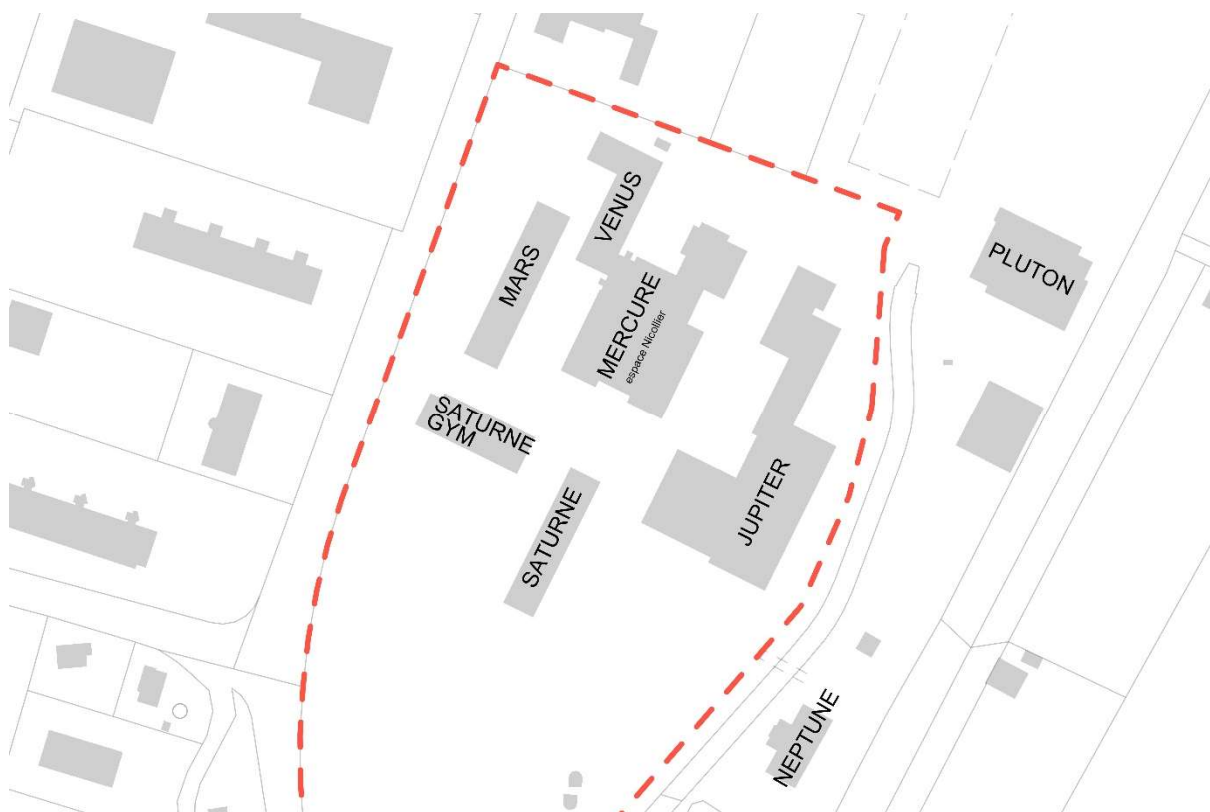 VENUS
MARS
PLUTON
MERCURE
espace Nicollier
SATURNE
GYM
JUPITER
SATURNE
NEPTUNE